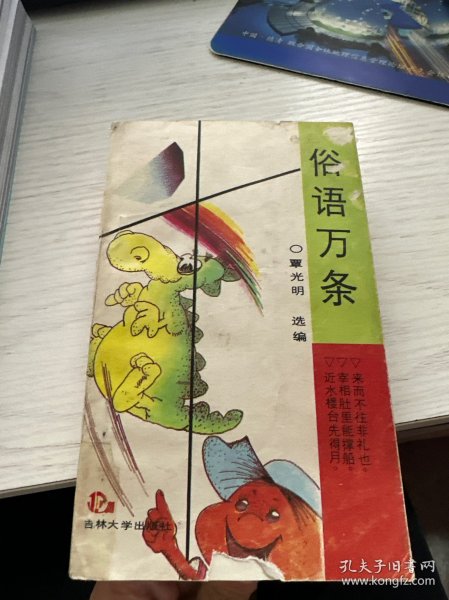 俗语万条
○覃光明 选编
▽来而不往非礼也。
▽宰相肚里能撑船。
▽近水楼台先得月。
吉林大学出版社
孔夫子旧书网
www.kongfz.com